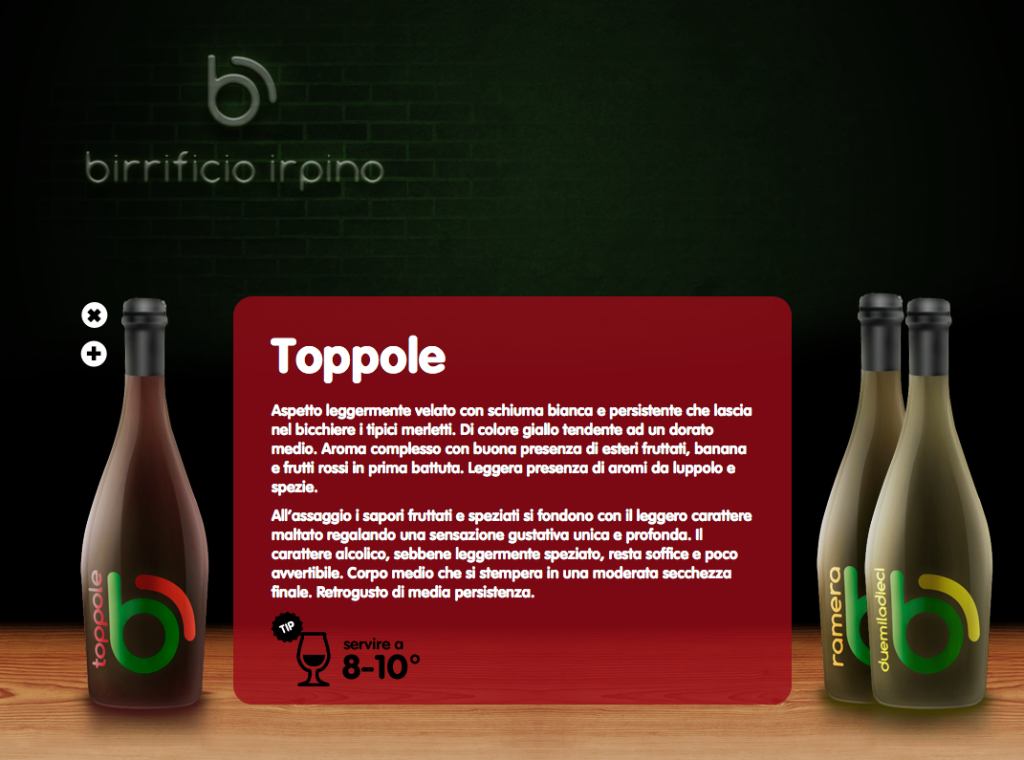 b
birrificio irpino
Toppole
Aspetto leggermente velato con schiuma bianca e persistente che lascia
nel bicchiere i tipici merletti. Di colore giallo tendente ad un dorato
medio. Aroma complesso con buona presenza di esteri fruttati, banana
e frutti rossi in prima battuta. Leggera presenza di aromi da luppolo e
spezie.
All'assaggio i sapori fruttati e speziati si fondono con il leggero carattere
maltato regalando una sensazione gustativa unica e profonda. Il
carattere alcolico, sebbene leggermente speziato, resta soffice e poco
avvertibile. Corpo medio che si stempera in una moderata secchezza
finale. Retrogusto di media persistenza.
TIP
servire a
8-10°
toppole
b
ramera
b
duemiladieci
b